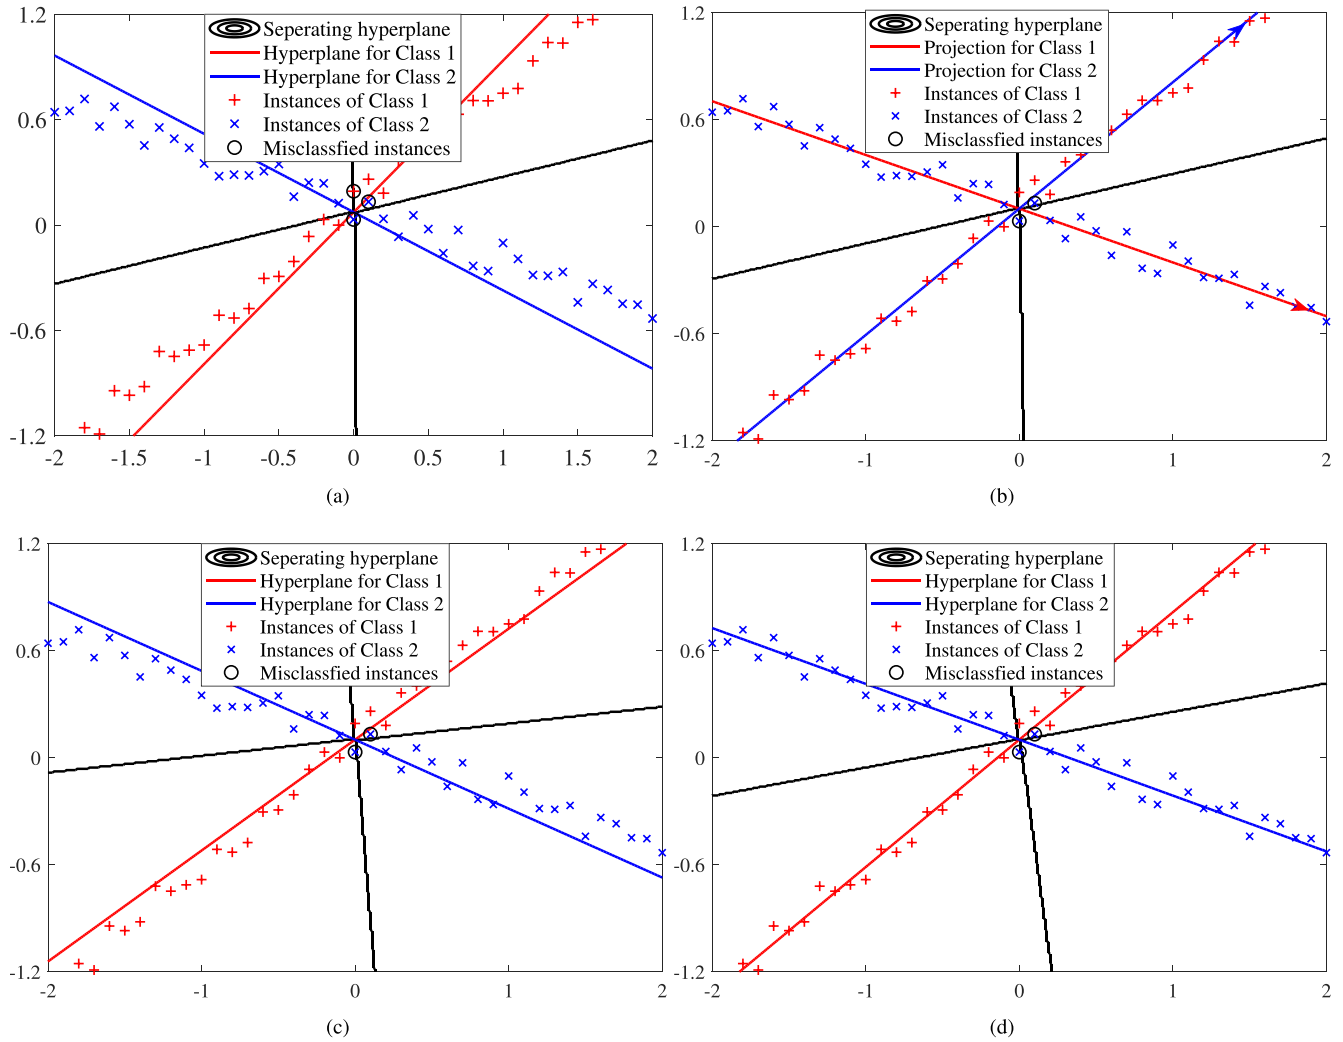 1.2
0.6
0
-0.6
-1.2
-2
-1.5
-1
-0.5
0
0.5
1
1.5
2
Seperating hyperplane
Hyperplane for Class 1
Hyperplane for Class 2
Instances of Class 1
Instances of Class 2
Misclassfied instances
(a)
1.2
0.6
0
-0.6
-1.2
-2
-1
0
1
2
Seperating hyperplane
Projection for Class 1
Projection for Class 2
Instances of Class 1
Instances of Class 2
Misclassfied instances
(b)
1.2
0.6
0
-0.6
-1.2
-2
-1
0
1
2
Seperating hyperplane
Hyperplane for Class 1
Hyperplane for Class 2
Instances of Class 1
Instances of Class 2
Misclassfied instances
(c)
1.2
0.6
0
-0.6
-1.2
-2
-1
0
1
2
Seperating hyperplane
Hyperplane for Class 1
Hyperplane for Class 2
Instances of Class 1
Instances of Class 2
Misclassfied instances
(d)